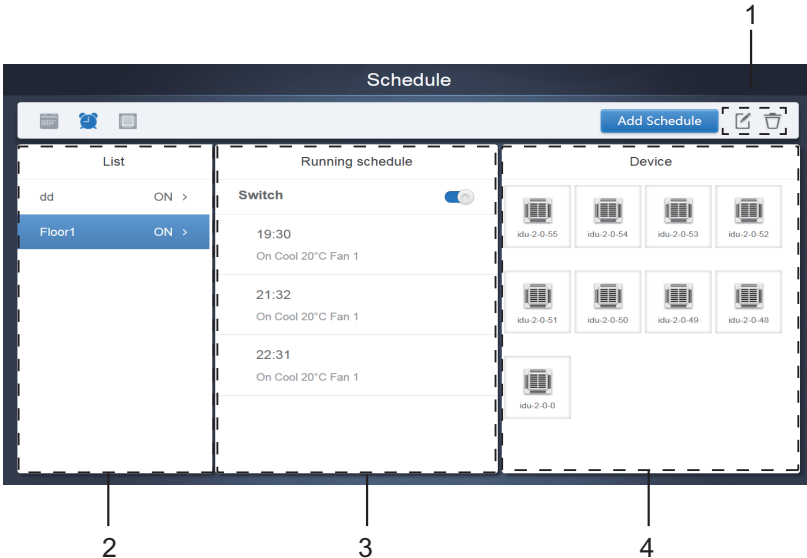 1
Schedule
Add Schedule
List
Running schedule
Device
dd ON >
Switch
Floor1 ON >
19:30
On Cool 20°C Fan 1
21:32
On Cool 20°C Fan 1
22:31
On Cool 20°C Fan 1
idu-2-0-55 idu-2-0-54 idu-2-0-53 idu-2-0-52
idu-2-0-51 idu-2-0-50 idu-2-0-49 idu-2-0-48
idu-2-0-0
2
3
4